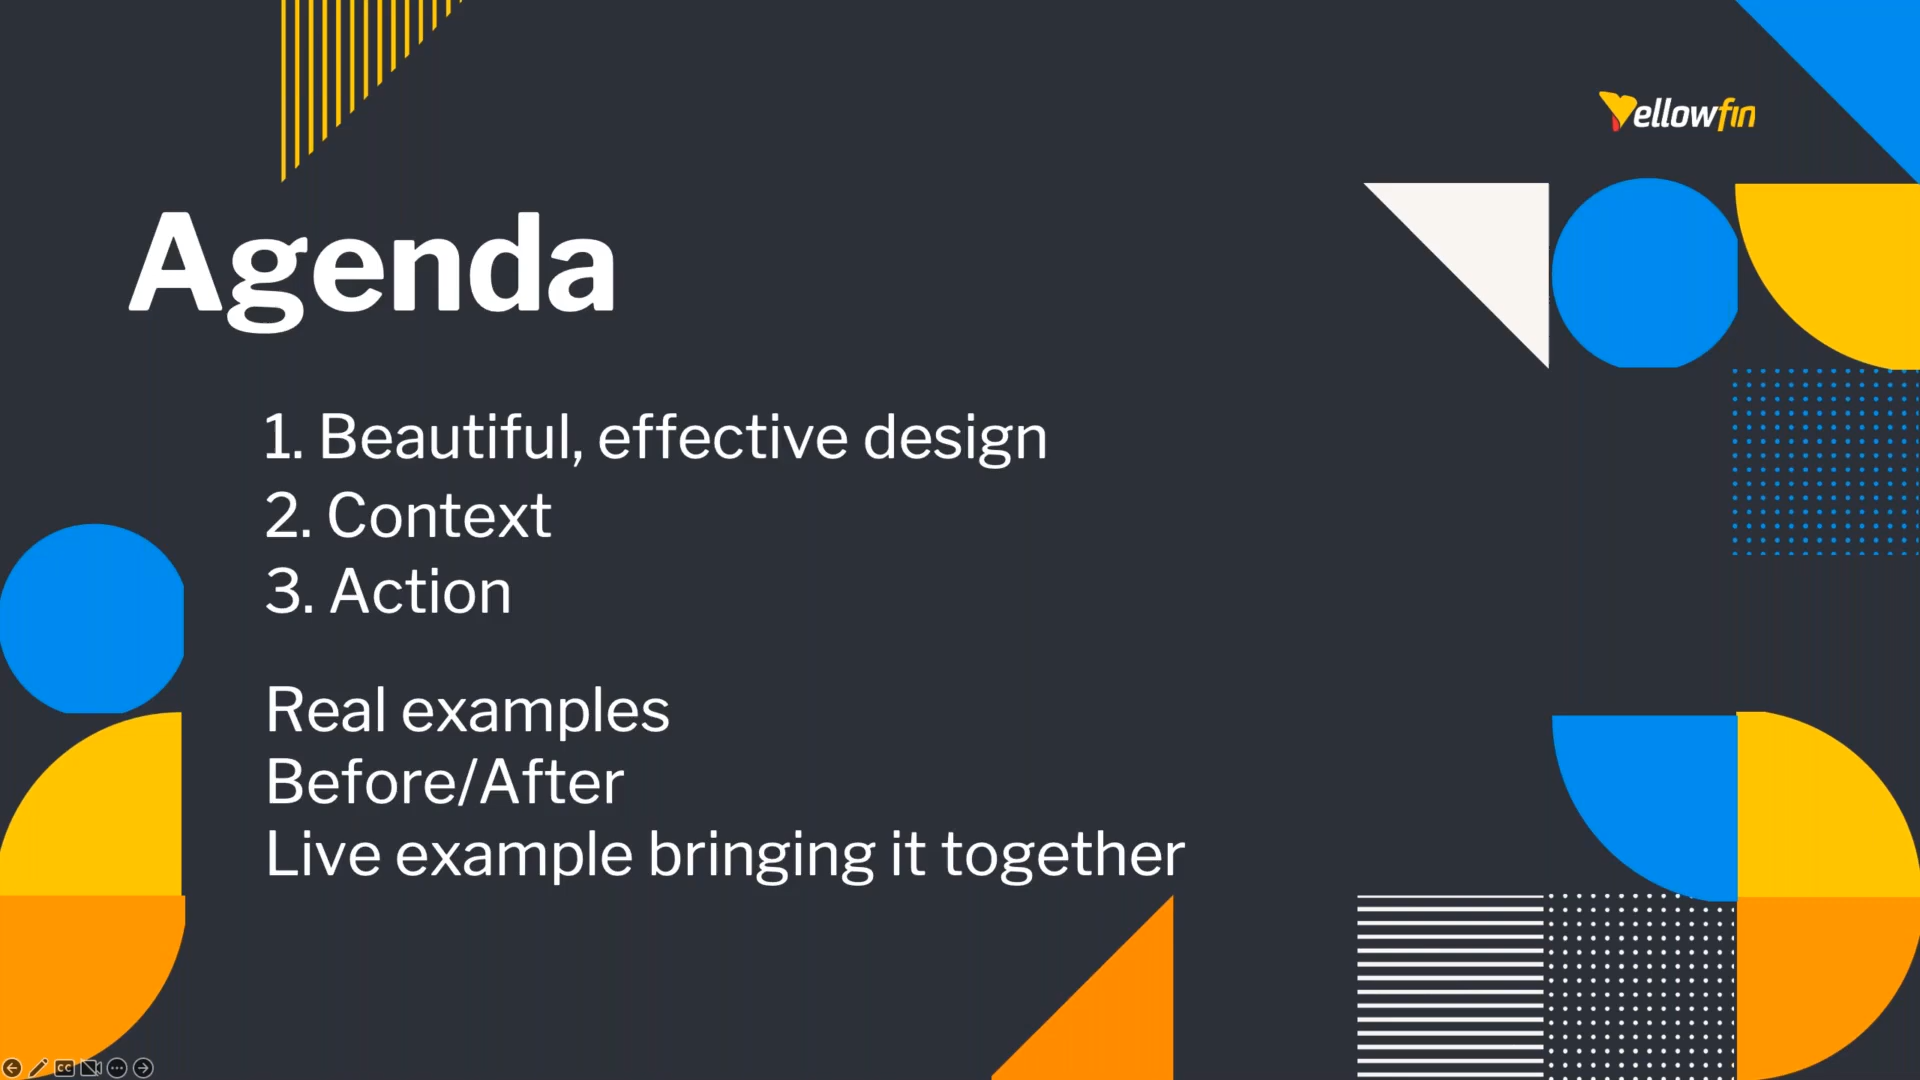 Yellowfin
Agenda
1. Beautiful, effective design
2. Context
3. Action
Real examples
Before/After
Live example bringing it together
CC